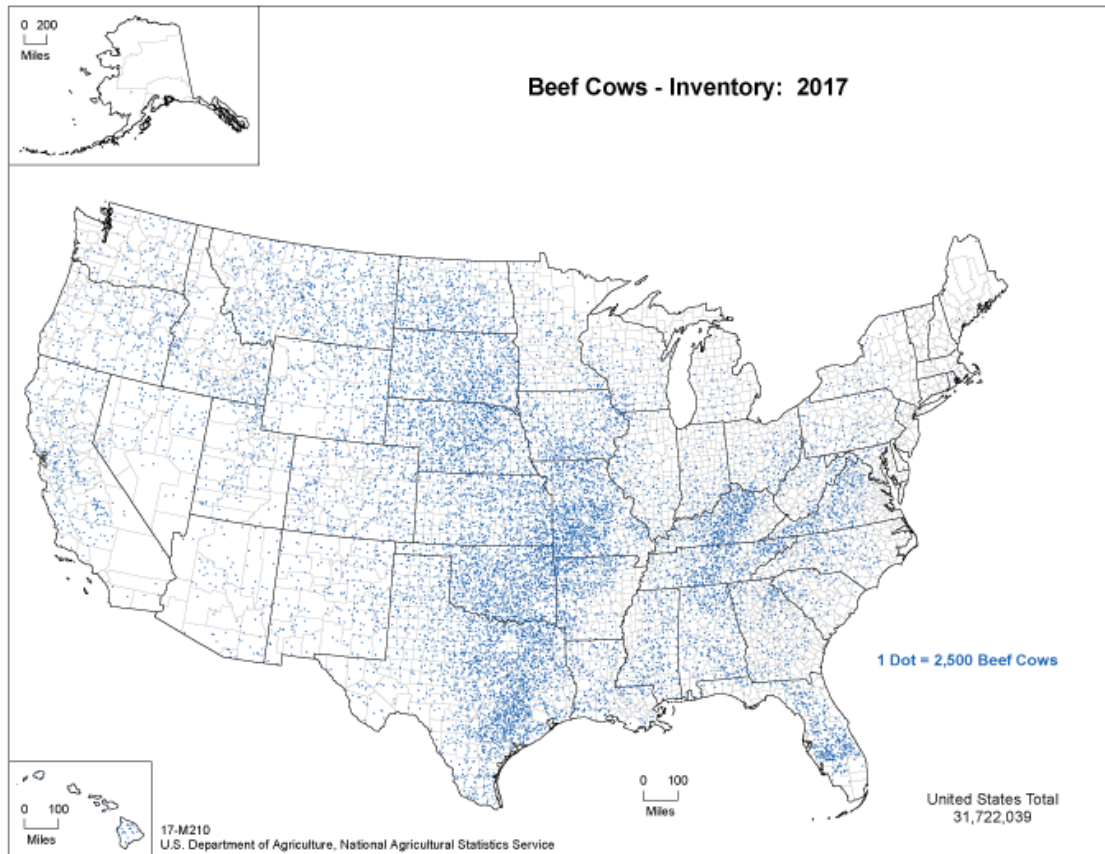 0 200
Miles
Beef Cows - Inventory: 2017
1 Dot = 2,500 Beef Cows
0 100
Miles
0 100
Miles
United States Total
31,722,039
17-M210
U.S. Department of Agriculture, National Agricultural Statistics Service